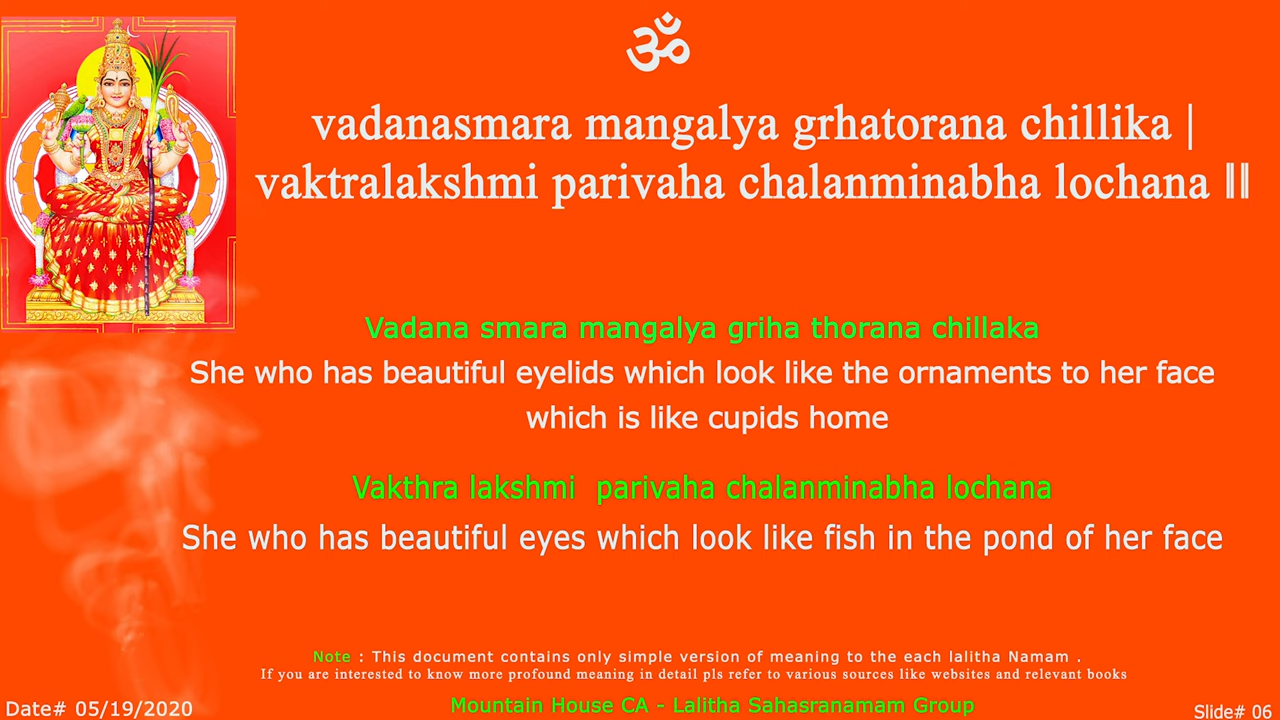 ॐ
vadanasmara mangalya grhatorana chillika |
vaktralakshmi parivaha chalanminabha lochana ||
Vadana smara mangalya griha thorana chillaka
She who has beautiful eyelids which look like the ornaments to her face
which is like cupids home
Vakthra lakshmi parivaha chalanminabha lochana
She who has beautiful eyes which look like fish in the pond of her face
Note : This document contains only simple version of meaning to the each lalitha Namam .
If you are interested to know more profound meaning in detail pls refer to various sources like websites and relevant books
Mountain House CA - Lalitha Sahasranamam Group
Date# 05/19/2020
Slide# 06